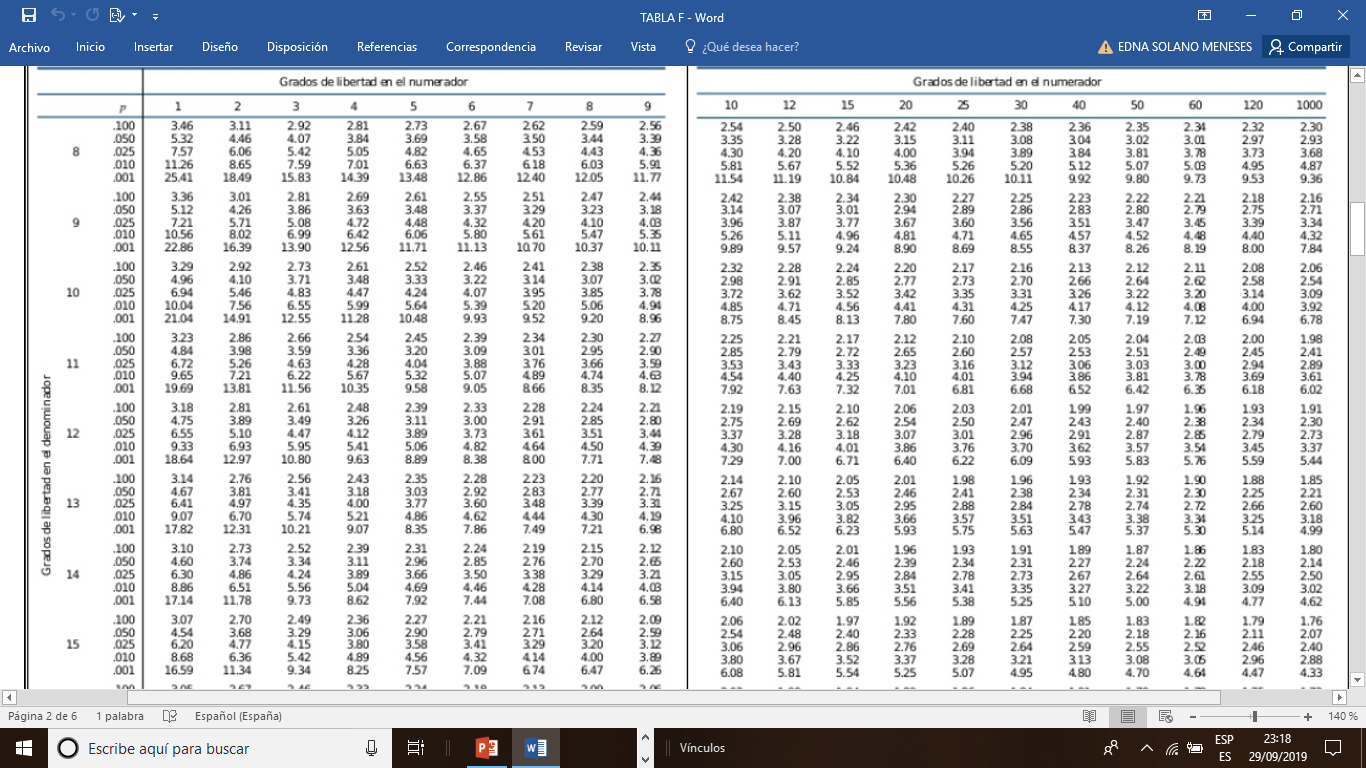 TABLA F - Word
Archivo Inicio Insertar Diseño Disposición Referencias Correspondencia Revisar Vista ¿Qué desea hacer? EDNA SOLANO MENESES Compartir
Grados de libertad en el numerador Grados de libertad en el numerador
p 1 2 3 4 5 6 7 8 9 10 12 15 20 25 30 40 50 60 120 1000
.100 3.46 3.11 2.92 2.81 2.73 2.67 2.62 2.59 2.56 2.54 2.50 2.46 2.42 2.40 2.38 2.36 2.35 2.34 2.32 2.30
.050 5.32 4.46 4.07 3.84 3.69 3.58 3.50 3.44 3.39 3.35 3.28 3.22 3.15 3.11 3.08 3.04 3.02 3.01 2.97 2.93
8 .025 7.57 6.06 5.42 5.05 4.82 4.65 4.53 4.43 4.36 4.30 4.20 4.10 4.00 3.94 3.89 3.84 3.81 3.78 3.73 3.68
.010 11.26 8.65 7.59 7.01 6.63 6.37 6.18 6.03 5.91 5.81 5.67 5.52 5.36 5.26 5.20 5.12 5.07 5.03 4.95 4.87
.001 25.41 18.49 15.83 14.39 13.48 12.86 12.40 12.05 11.77 11.54 11.19 10.84 10.48 10.26 10.11 9.92 9.80 9.73 9.53 9.36
.100 3.36 3.01 2.81 2.69 2.61 2.55 2.51 2.47 2.44 2.42 2.38 2.34 2.30 2.27 2.25 2.23 2.22 2.21 2.18 2.16
.050 5.12 4.26 3.86 3.63 3.48 3.37 3.29 3.23 3.18 3.14 3.07 3.01 2.94 2.89 2.86 2.83 2.80 2.79 2.75 2.71
9 .025 7.21 5.71 5.08 4.72 4.48 4.32 4.20 4.10 4.03 3.96 3.87 3.77 3.67 3.60 3.56 3.51 3.47 3.45 3.39 3.34
.010 10.56 8.02 6.99 6.42 6.06 5.80 5.61 5.47 5.35 5.26 5.11 4.96 4.81 4.71 4.65 4.57 4.52 4.48 4.40 4.32
.001 22.86 16.39 13.90 12.56 11.71 11.13 10.70 10.37 10.11 9.89 9.57 9.24 8.90 8.69 8.55 8.37 8.26 8.19 8.00 7.84
.100 3.29 2.92 2.73 2.61 2.52 2.46 2.41 2.38 2.35 2.32 2.28 2.24 2.20 2.17 2.16 2.13 2.12 2.11 2.08 2.06
.050 4.96 4.10 3.71 3.48 3.33 3.22 3.14 3.07 3.02 2.98 2.91 2.85 2.77 2.73 2.70 2.66 2.64 2.62 2.58 2.54
10 .025 6.94 5.46 4.83 4.47 4.24 4.07 3.95 3.85 3.78 3.72 3.62 3.52 3.42 3.35 3.31 3.26 3.22 3.20 3.14 3.09
.010 10.04 7.56 6.55 5.99 5.64 5.39 5.20 5.06 4.94 4.85 4.71 4.56 4.41 4.31 4.25 4.17 4.12 4.08 4.00 3.92
.001 21.04 14.91 12.55 11.28 10.48 9.93 9.52 9.20 8.96 8.75 8.45 8.13 7.80 7.60 7.47 7.30 7.19 7.12 6.94 6.78
.100 3.23 2.86 2.66 2.54 2.45 2.39 2.34 2.30 2.27 2.25 2.21 2.17 2.12 2.10 2.08 2.05 2.04 2.03 2.00 1.98
.050 4.84 3.98 3.59 3.36 3.20 3.09 3.01 2.95 2.90 2.85 2.79 2.72 2.65 2.60 2.57 2.53 2.51 2.49 2.45 2.41
11 .025 6.72 5.26 4.63 4.28 4.04 3.88 3.76 3.66 3.59 3.53 3.43 3.33 3.23 3.16 3.12 3.06 3.03 3.00 2.94 2.89
.010 9.65 7.21 6.22 5.67 5.32 5.07 4.89 4.74 4.63 4.54 4.40 4.25 4.10 4.01 3.94 3.86 3.81 3.78 3.69 3.61
.001 19.69 13.81 11.56 10.35 9.58 9.05 8.66 8.35 8.12 7.92 7.63 7.32 7.01 6.81 6.68 6.52 6.42 6.35 6.18 6.02
.100 3.18 2.81 2.61 2.48 2.39 2.33 2.28 2.24 2.21 2.19 2.15 2.10 2.06 2.03 2.01 1.99 1.97 1.96 1.93 1.91
.050 4.75 3.89 3.49 3.26 3.11 3.00 2.91 2.85 2.80 2.75 2.69 2.62 2.54 2.50 2.47 2.43 2.40 2.38 2.34 2.30
12 .025 6.55 5.10 4.47 4.12 3.89 3.73 3.61 3.51 3.44 3.37 3.28 3.18 3.07 3.01 2.96 2.91 2.87 2.85 2.79 2.73
.010 9.33 6.93 5.95 5.41 5.06 4.82 4.64 4.50 4.39 4.30 4.16 4.01 3.86 3.76 3.70 3.62 3.57 3.54 3.45 3.37
.001 18.64 12.97 10.80 9.63 8.89 8.38 8.00 7.71 7.48 7.29 7.00 6.71 6.40 6.22 6.09 5.93 5.83 5.76 5.59 5.44
.100 3.14 2.76 2.56 2.43 2.35 2.28 2.23 2.20 2.16 2.14 2.10 2.05 2.01 1.98 1.96 1.93 1.92 1.90 1.88 1.85
.050 4.67 3.81 3.41 3.18 3.03 2.92 2.83 2.77 2.71 2.67 2.60 2.53 2.46 2.41 2.38 2.34 2.31 2.30 2.25 2.21
13 .025 6.41 4.97 4.35 4.00 3.77 3.60 3.48 3.39 3.31 3.25 3.15 3.05 2.95 2.88 2.84 2.78 2.74 2.72 2.66 2.60
.010 9.07 6.70 5.74 5.21 4.86 4.62 4.44 4.30 4.19 4.10 3.96 3.82 3.66 3.57 3.51 3.43 3.38 3.34 3.25 3.18
.001 17.82 12.31 10.21 9.07 8.35 7.86 7.49 7.21 6.98 6.80 6.52 6.23 5.93 5.75 5.63 5.47 5.37 5.30 5.14 4.99
.100 3.10 2.73 2.52 2.39 2.31 2.24 2.19 2.15 2.12 2.10 2.05 2.01 1.96 1.93 1.91 1.89 1.87 1.86 1.83 1.80
.050 4.60 3.74 3.34 3.11 2.96 2.85 2.76 2.70 2.65 2.60 2.53 2.46 2.39 2.34 2.31 2.27 2.24 2.22 2.18 2.14
14 .025 6.30 4.86 4.24 3.89 3.66 3.50 3.38 3.29 3.21 3.15 3.05 2.95 2.84 2.78 2.73 2.67 2.64 2.61 2.55 2.50
.010 8.86 6.51 5.56 5.04 4.69 4.46 4.28 4.14 4.03 3.94 3.80 3.66 3.51 3.41 3.35 3.27 3.22 3.18 3.09 3.02
.001 17.14 11.78 9.73 8.62 7.92 7.44 7.08 6.80 6.58 6.40 6.13 5.85 5.56 5.38 5.25 5.10 5.00 4.94 4.77 4.62
.100 3.07 2.70 2.49 2.36 2.27 2.21 2.16 2.12 2.09 2.06 2.02 1.97 1.92 1.89 1.87 1.85 1.83 1.82 1.79 1.76
.050 4.54 3.68 3.29 3.06 2.90 2.79 2.71 2.64 2.59 2.54 2.48 2.40 2.33 2.28 2.25 2.20 2.18 2.16 2.11 2.07
15 .025 6.20 4.77 4.15 3.80 3.58 3.41 3.29 3.20 3.12 3.06 2.96 2.86 2.76 2.69 2.64 2.59 2.55 2.52 2.46 2.40
.010 8.68 6.36 5.42 4.89 4.56 4.32 4.14 4.00 3.89 3.80 3.67 3.52 3.37 3.28 3.21 3.13 3.08 3.05 2.96 2.88
.001 16.59 11.34 9.34 8.25 7.57 7.09 6.74 6.47 6.26 6.08 5.81 5.54 5.25 5.07 4.95 4.80 4.70 4.64 4.47 4.33
Grados de libertad en el denominador
Página 2 de 6 1 palabra Español (España) 140 %
Escribe aquí para buscar Vínculos ESP 23:18
ES 29/09/2019